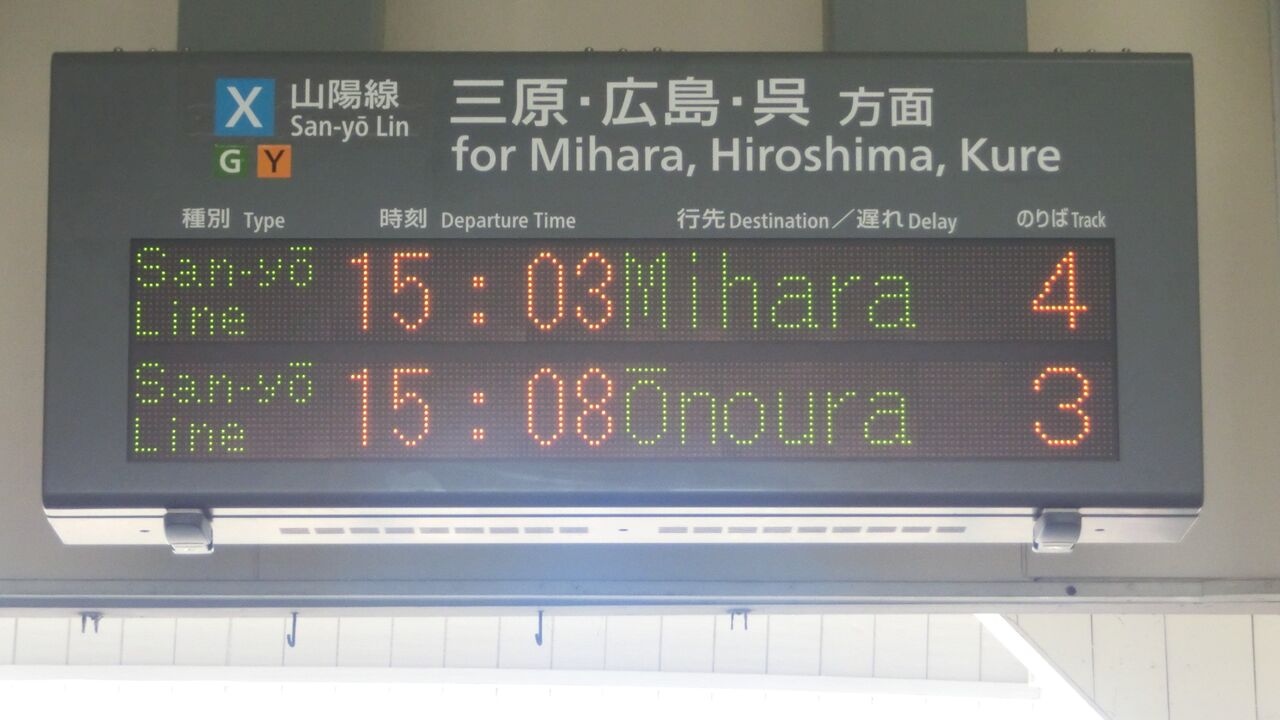 X 山陽線 三原・広島・呉 方面
San-yō Lin for Mihara, Hiroshima, Kure
G Y
種別 Type 時刻 Departure Time 行先 Destination／遅れ Delay のりば Track
San-yō Line 15:03 Mihara 4
San-yō Line 15:08 Ōnoura 3